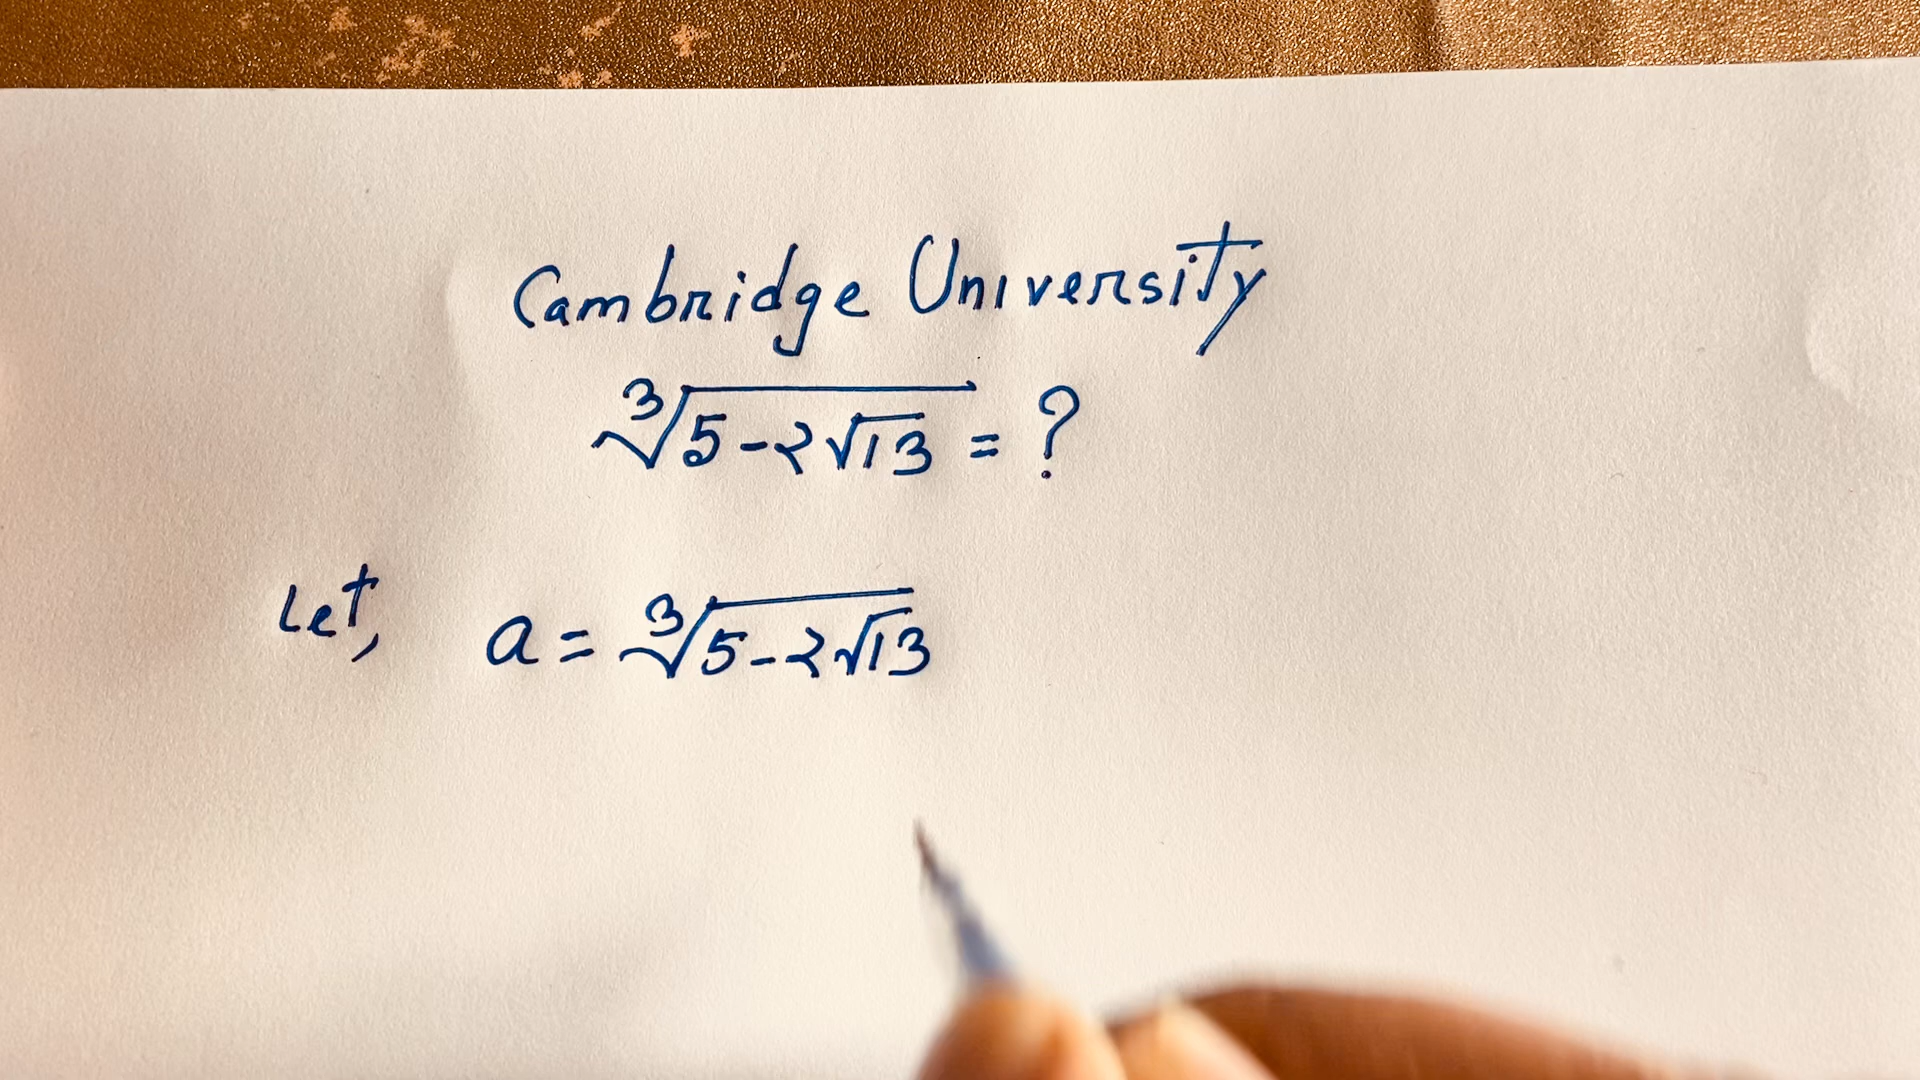 Cambridge University
∛(5-2√13) = ?
Let, a = ∛(5-2√13)